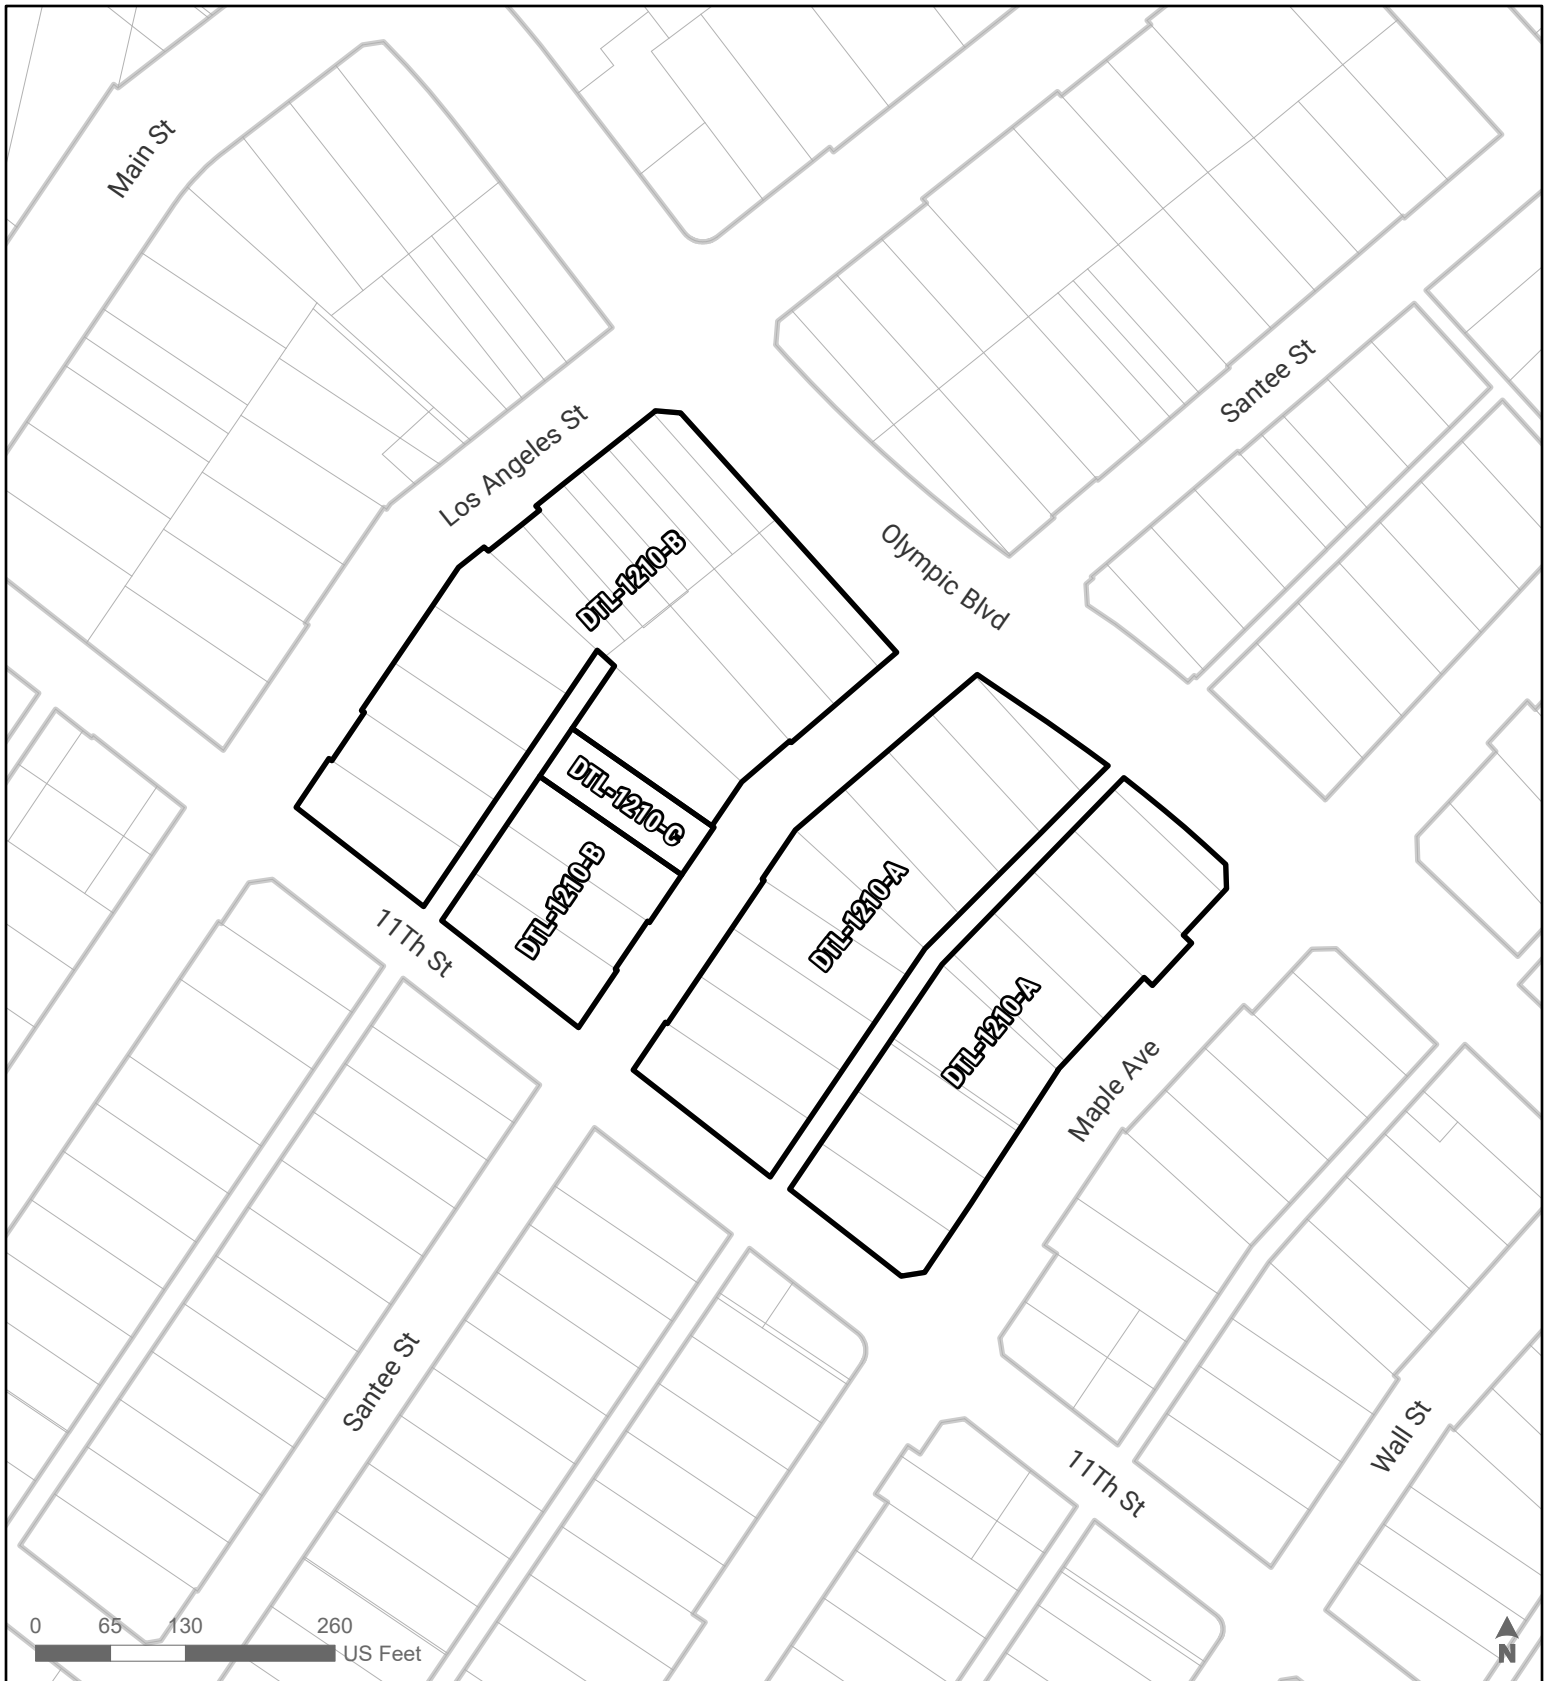 Main St
Santee St
Los Angeles St
Olympic Blvd
DTL-1210-B
DTL-1210-C
DTL-1210-B
DTL-1210-A
11Th St
DTL-1210-A
Maple Ave
Santee St
Wall St
11Th St
0 65 130 260
US Feet
N